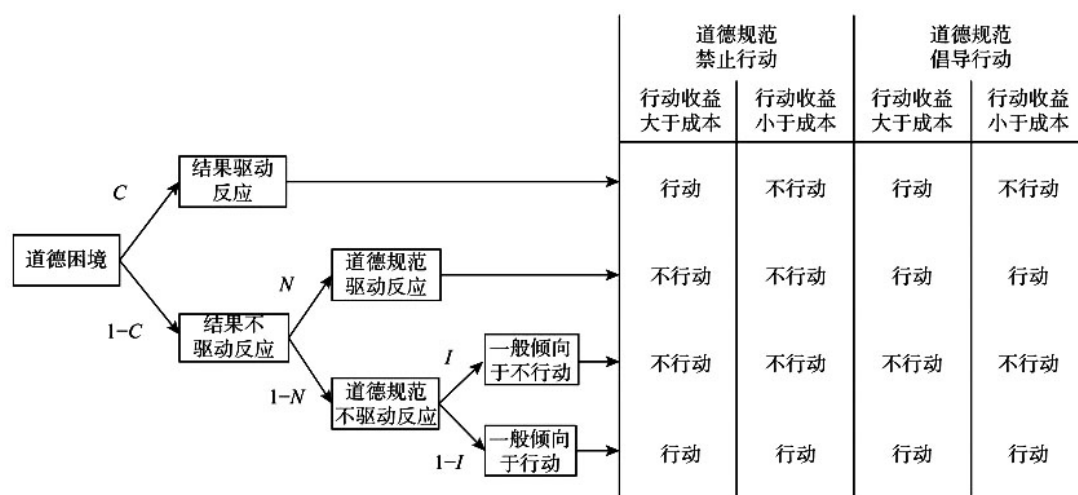 道德规范
禁止行动
道德规范
倡导行动
行动收益
大于成本
行动收益
小于成本
行动收益
大于成本
行动收益
小于成本
C
结果驱动
反应
行动
不行动
行动
不行动
道德困境
N
道德规范
驱动反应
不行动
不行动
行动
行动
1-C
结果不
驱动反应
I
一般倾向
于不行动
不行动
不行动
不行动
不行动
1-N
道德规范
不驱动反应
1-I
一般倾向
于行动
行动
行动
行动
行动